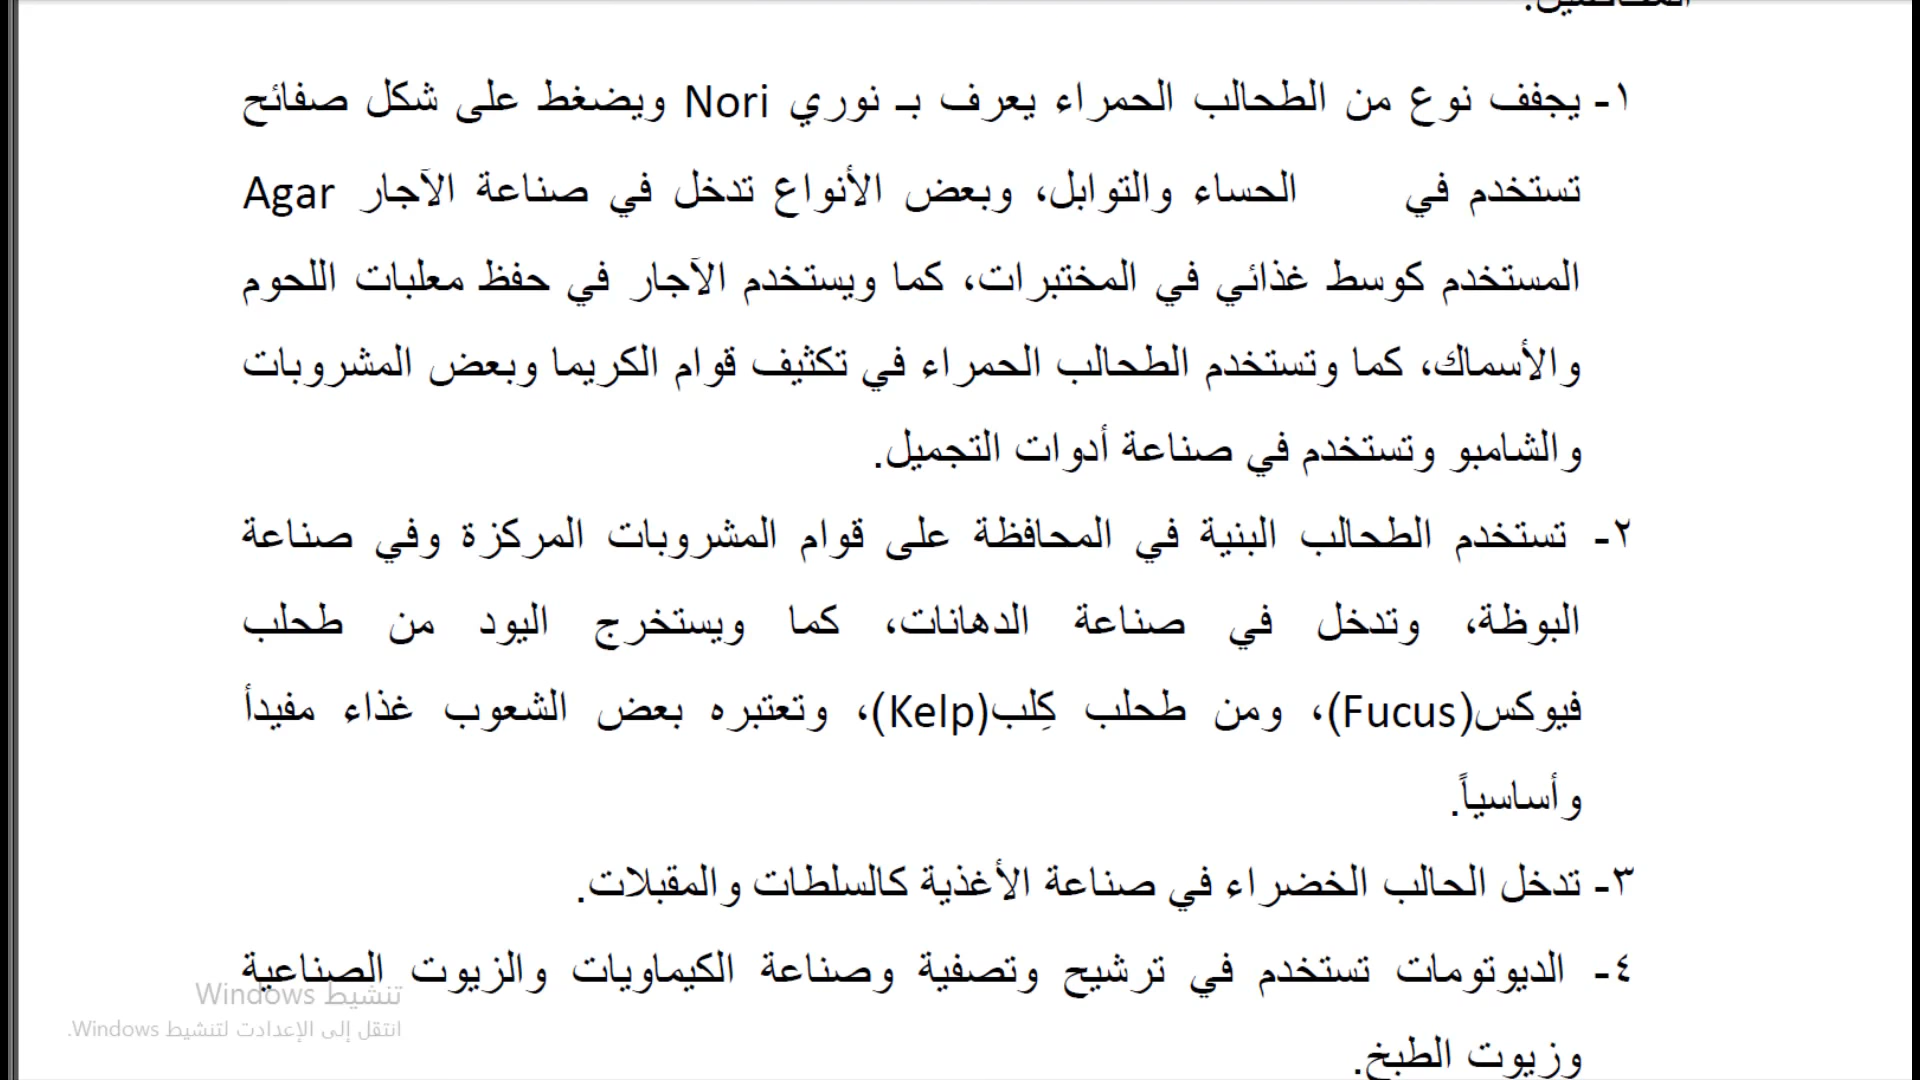 ١- يجفف نوع من الطحالب الحمراء يعرف بـ نوري Nori ويضغط على شكل صفائح
تستخدم في الحساء والتوابل، وبعض الأنواع تدخل في صناعة الآجار Agar
المستخدم كوسط غذائي في المختبرات، كما ويستخدم الآجار في حفظ معلبات اللحوم
والأسماك، كما وتستخدم الطحالب الحمراء في تكثيف قوام الكريما وبعض المشروبات
والشامبو وتستخدم في صناعة أدوات التجميل.
٢- تستخدم الطحالب البنية في المحافظة على قوام المشروبات المركزة وفي صناعة
البوظة، وتدخل في صناعة الدهانات، كما ويستخرج اليود من طحلب
فيوكس(Fucus)، ومن طحلب كِلب(Kelp)، وتعتبره بعض الشعوب غذاء مفيدأ
وأساسياً.
٣- تدخل الحالب الخضراء في صناعة الأغذية كالسلطات والمقبلات.
٤- الديوتومات تستخدم في ترشيح وتصفية وصناعة الكيماويات والزيوت الصناعية
تنشيط Windows
انتقل إلى الإعدادت لتنشيط Windows.
وزيوت الطبخ.